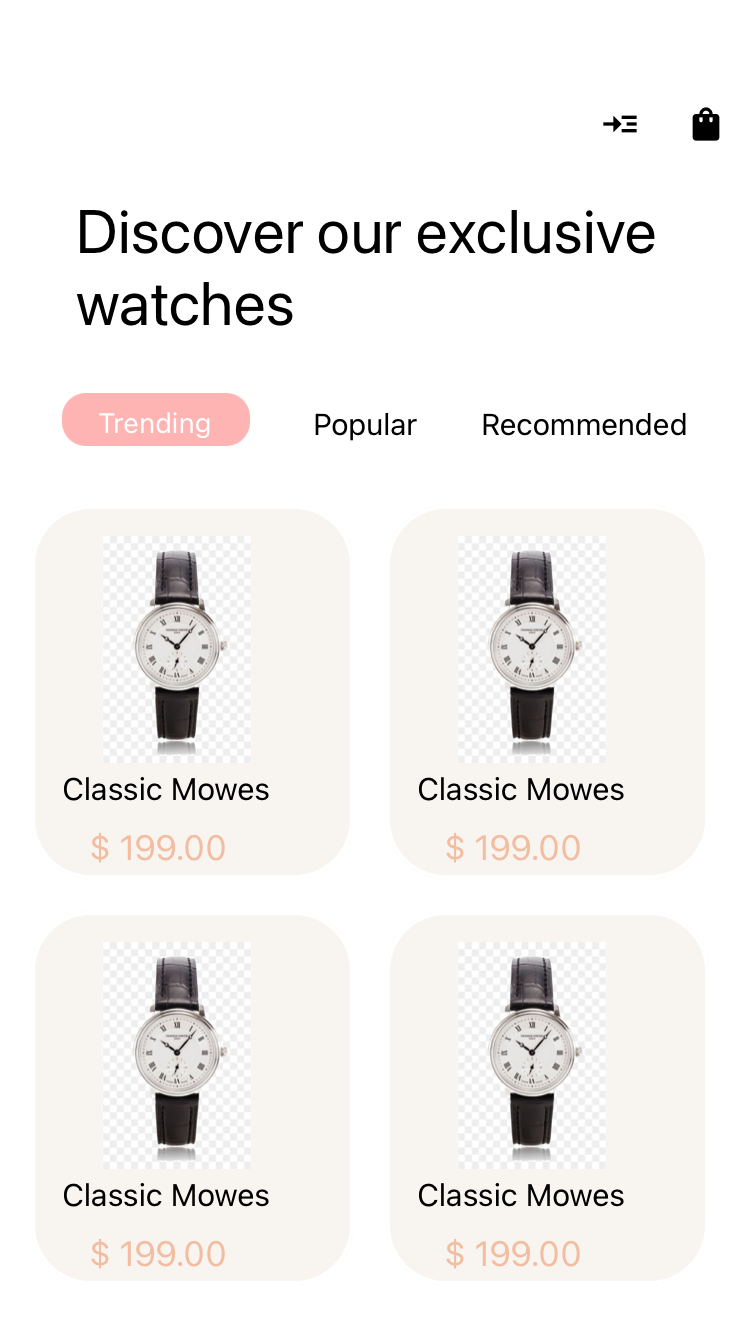 Discover our exclusive
watches
Trending
Popular
Recommended
Classic Mowes
$ 199.00
Classic Mowes
$ 199.00
Classic Mowes
$ 199.00
Classic Mowes
$ 199.00